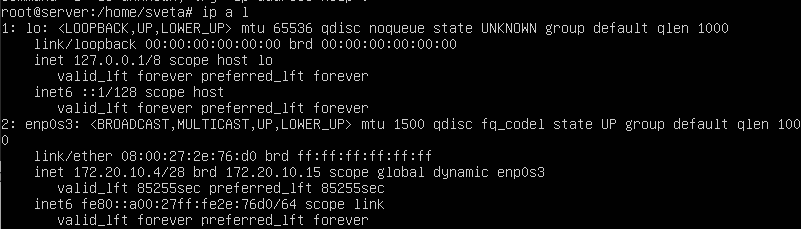 root@server:/home/sveta# ip a l
1: lo: <LOOPBACK,UP,LOWER_UP> mtu 65536 qdisc noqueue state UNKNOWN group default qlen 1000
    link/loopback 00:00:00:00:00:00 brd 00:00:00:00:00:00
    inet 127.0.0.1/8 scope host lo
       valid_lft forever preferred_lft forever
    inet6 ::1/128 scope host
       valid_lft forever preferred_lft forever
2: enp0s3: <BROADCAST,MULTICAST,UP,LOWER_UP> mtu 1500 qdisc fq_codel state UP group default qlen 100
0
    link/ether 08:00:27:2e:76:d0 brd ff:ff:ff:ff:ff:ff
    inet 172.20.10.4/28 brd 172.20.10.15 scope global dynamic enp0s3
       valid_lft 85255sec preferred_lft 85255sec
    inet6 fe80::a00:27ff:fe2e:76d0/64 scope link
       valid_lft forever preferred_lft forever